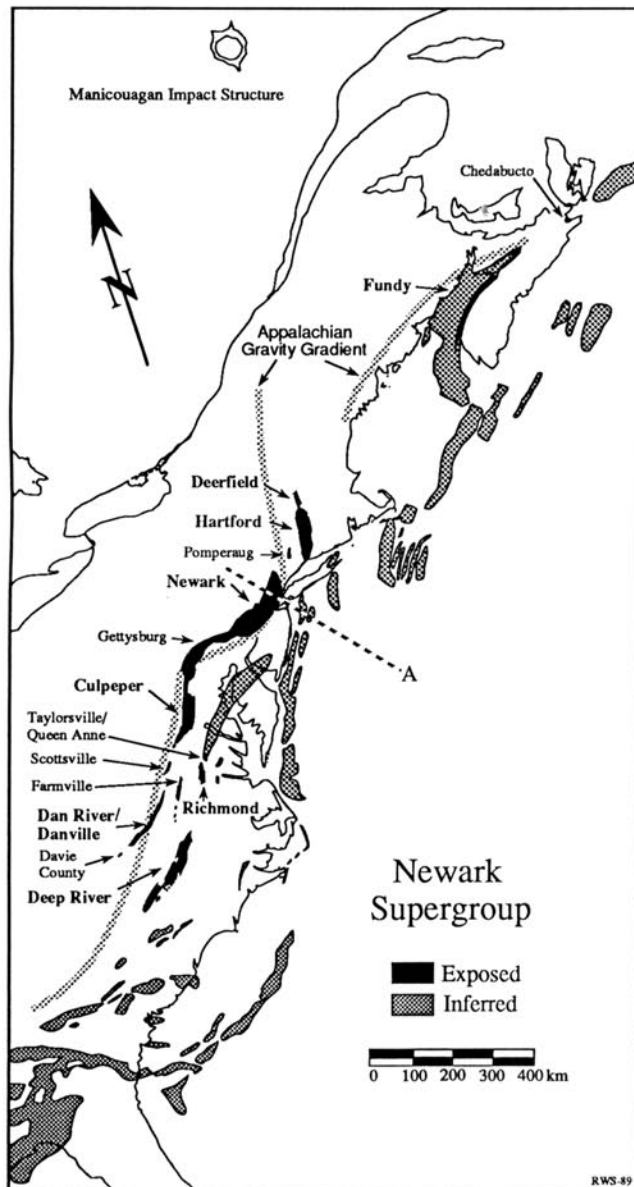 Manicouagan Impact Structure
Chedabucto
N
Fundy
Appalachian
Gravity Gradient
Deerfield
Hartford
Pomperaug
Newark
Gettysburg
A
Culpeper
Taylorsville/
Queen Anne
Scottsville
Farmville
Richmond
Dan River/
Danville
Davie
County
Deep River
Newark
Supergroup
Exposed
Inferred
0 100 200 300 400 km
RWS-89